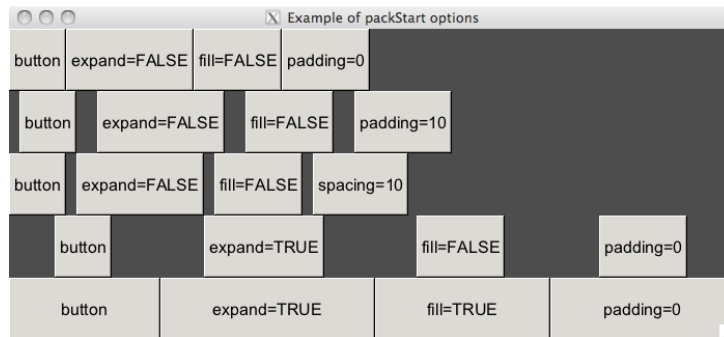 Example of packStart options
button expand=FALSE fill=FALSE padding=0
button expand=FALSE fill=FALSE padding=10
button expand=FALSE fill=FALSE spacing=10
button expand=TRUE fill=FALSE padding=0
button expand=TRUE fill=TRUE padding=0